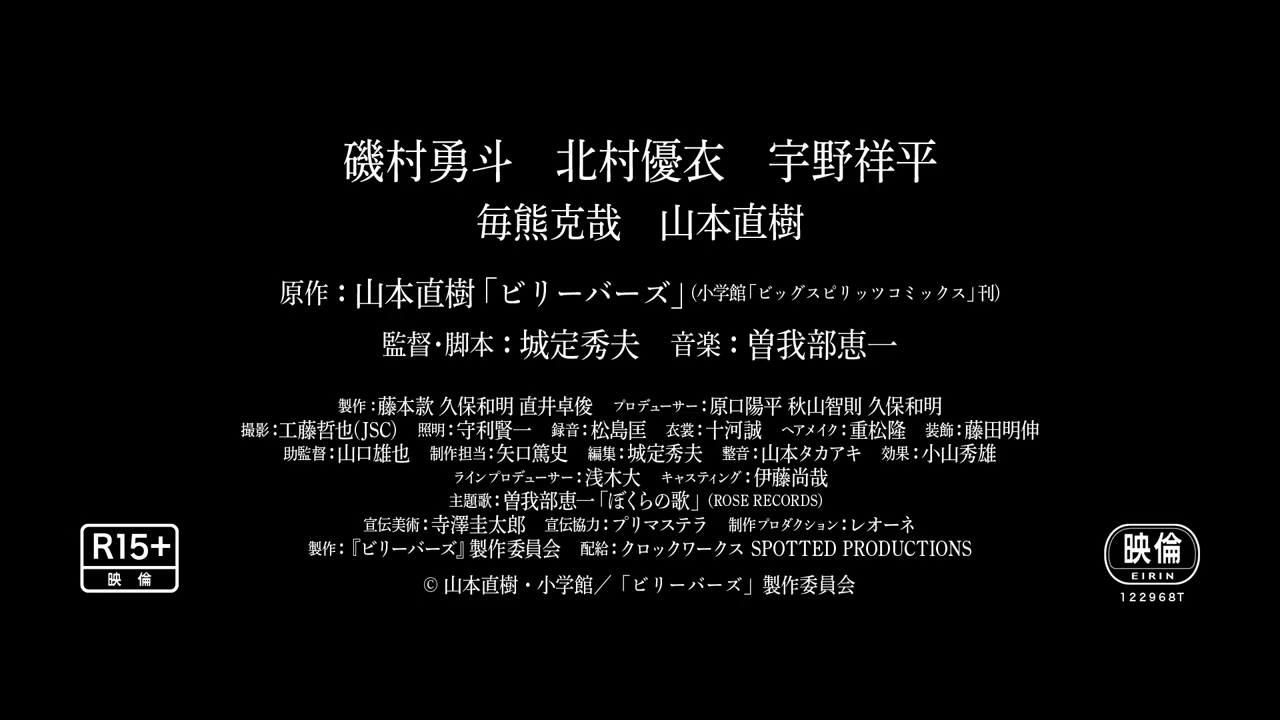 磯村勇斗　北村優衣　宇野祥平
毎熊克哉　山本直樹
原作：山本直樹「ビリーバーズ」（小学館「ビッグスピリッツコミックス」刊）
監督・脚本：城定秀夫　音楽：曽我部恵一
製作：藤本款 久保和明 直井卓俊　プロデューサー：原口陽平 秋山智則 久保和明
撮影：工藤哲也（JSC）　照明：守利賢一　録音：松島匡　衣裳：十河誠　ヘアメイク：重松隆　装飾：藤田明伸
助監督：山口雄也　制作担当：矢口篤史　編集：城定秀夫　整音：山本タカアキ　効果：小山秀雄
ラインプロデューサー：浅木大　キャスティング：伊藤尚哉
主題歌：曽我部恵一「ぼくらの歌」（ROSE RECORDS）
宣伝美術：寺澤圭太郎　宣伝協力：プリマステラ　制作プロダクション：レオーネ
製作：『ビリーバーズ』製作委員会　配給：クロックワークス SPOTTED PRODUCTIONS
© 山本直樹・小学館／「ビリーバーズ」製作委員会
R15+
映倫
映倫
EIRIN
122968T